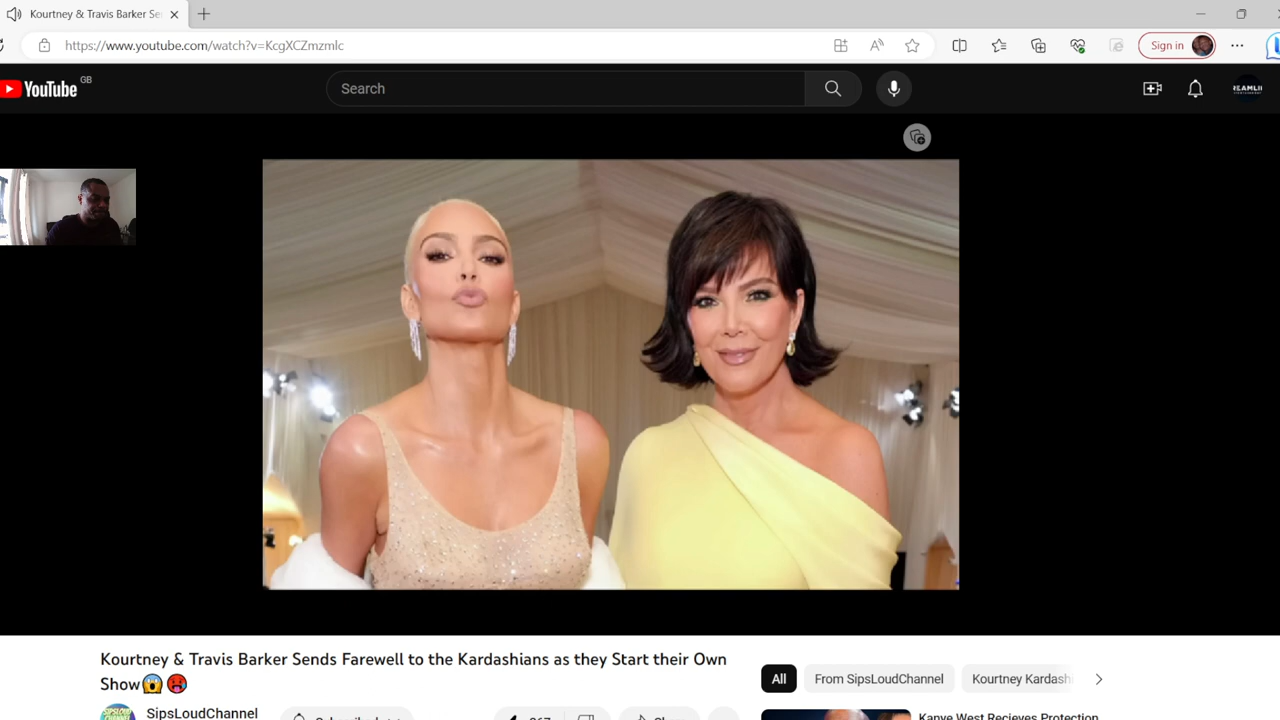 Kourtney & Travis Barker Se
https://www.youtube.com/watch?v=KcgXCZmzmlc
Sign in
YouTube GB
Search
Kourtney & Travis Barker Sends Farewell to the Kardashians as they Start their Own
Show
All
From SipsLoudChannel
Kourtney Kardashi
SipsLoudChannel
Kanye West Recieves Protection